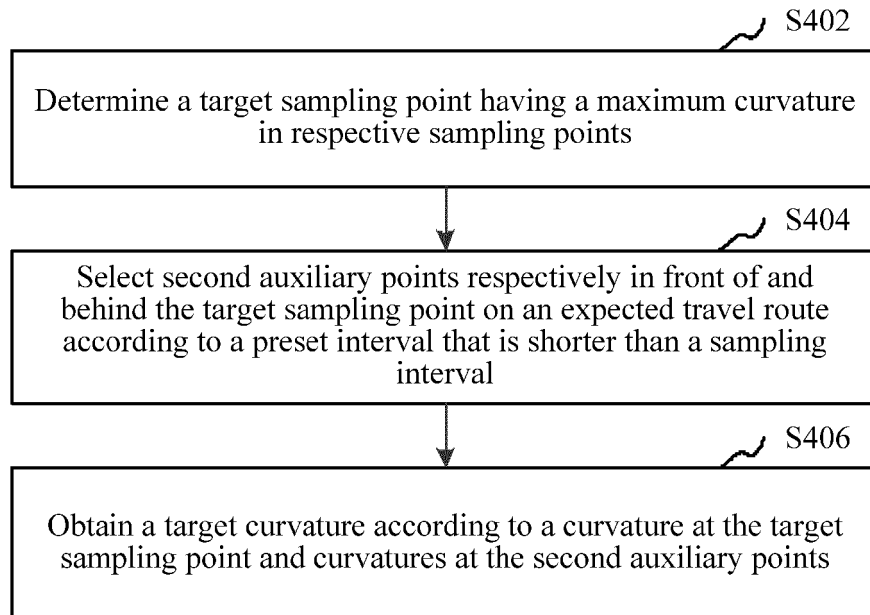 S402
Determine a target sampling point having a maximum curvature
in respective sampling points
S404
Select second auxiliary points respectively in front of and
behind the target sampling point on an expected travel route
according to a preset interval that is shorter than a sampling
interval
S406
Obtain a target curvature according to a curvature at the target
sampling point and curvatures at the second auxiliary points